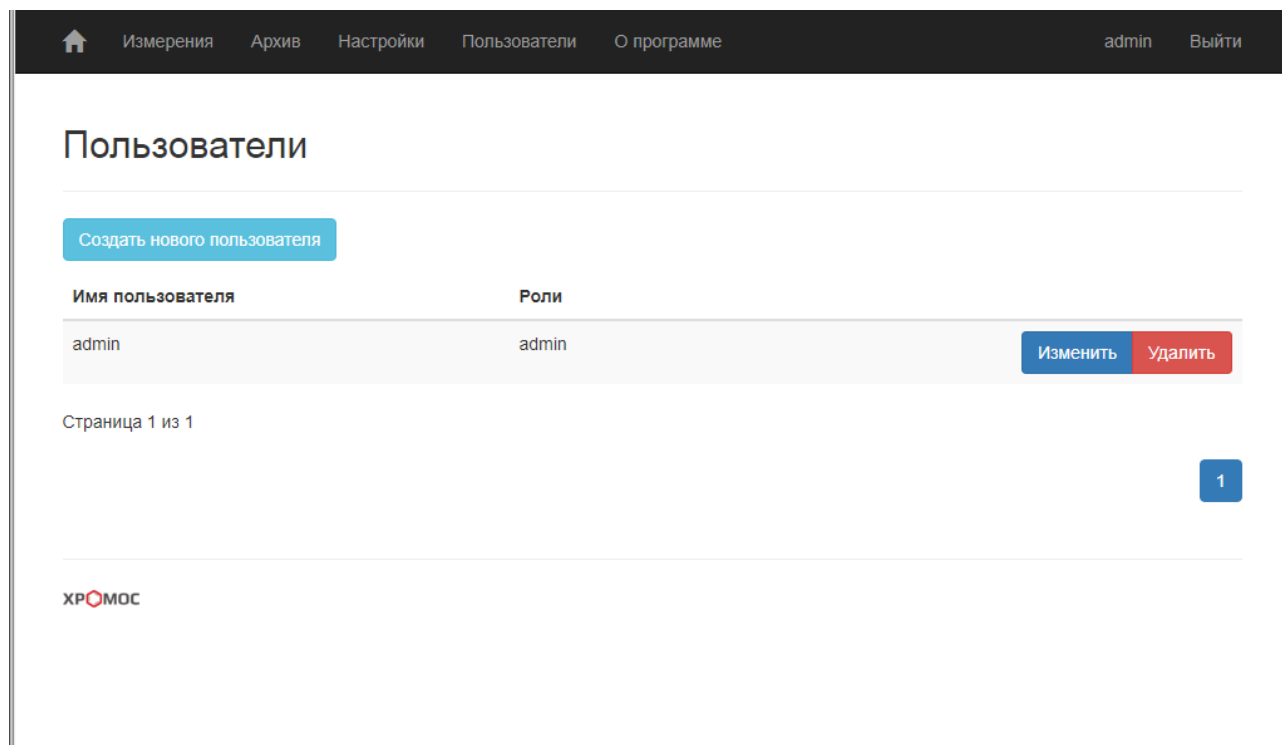 Измерения Архив Настройки Пользователи О программе admin Выйти
Пользователи
Создать нового пользователя
Имя пользователя Роли
admin admin Изменить Удалить
Страница 1 из 1
1
ХРОМОС